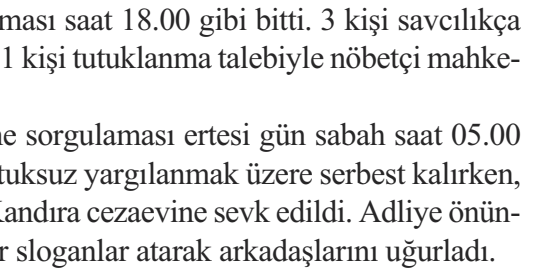 ması saat 18.00 gibi bitti. 3 kişi savcılıkça
1 kişi tutuklanma talebiyle nöbetçi mahke-
ne sorgulaması ertesi gün sabah saat 05.00
tuksuz yargılanmak üzere serbest kalırken,
Kandıra cezaevine sevk edildi. Adliye önün-
r sloganlar atarak arkadaşlarını uğurladı.